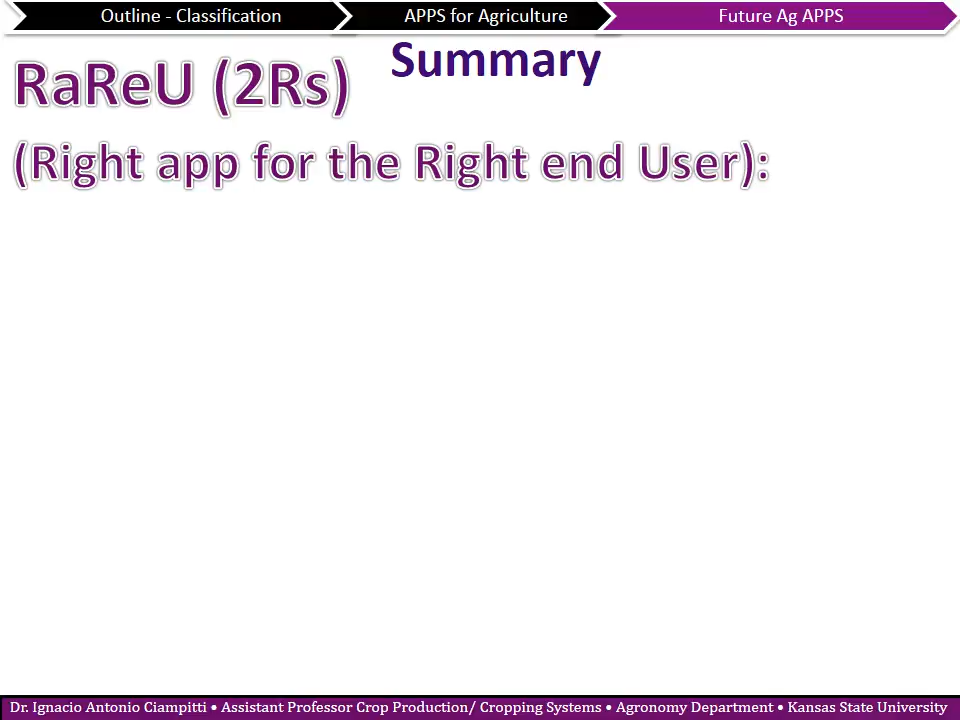 Outline - Classification
APPS for Agriculture
Future Ag APPS
Summary
RaReU (2Rs)
(Right app for the Right end User):
Dr. Ignacio Antonio Ciampitti • Assistant Professor Crop Production/ Cropping Systems • Agronomy Department • Kansas State University